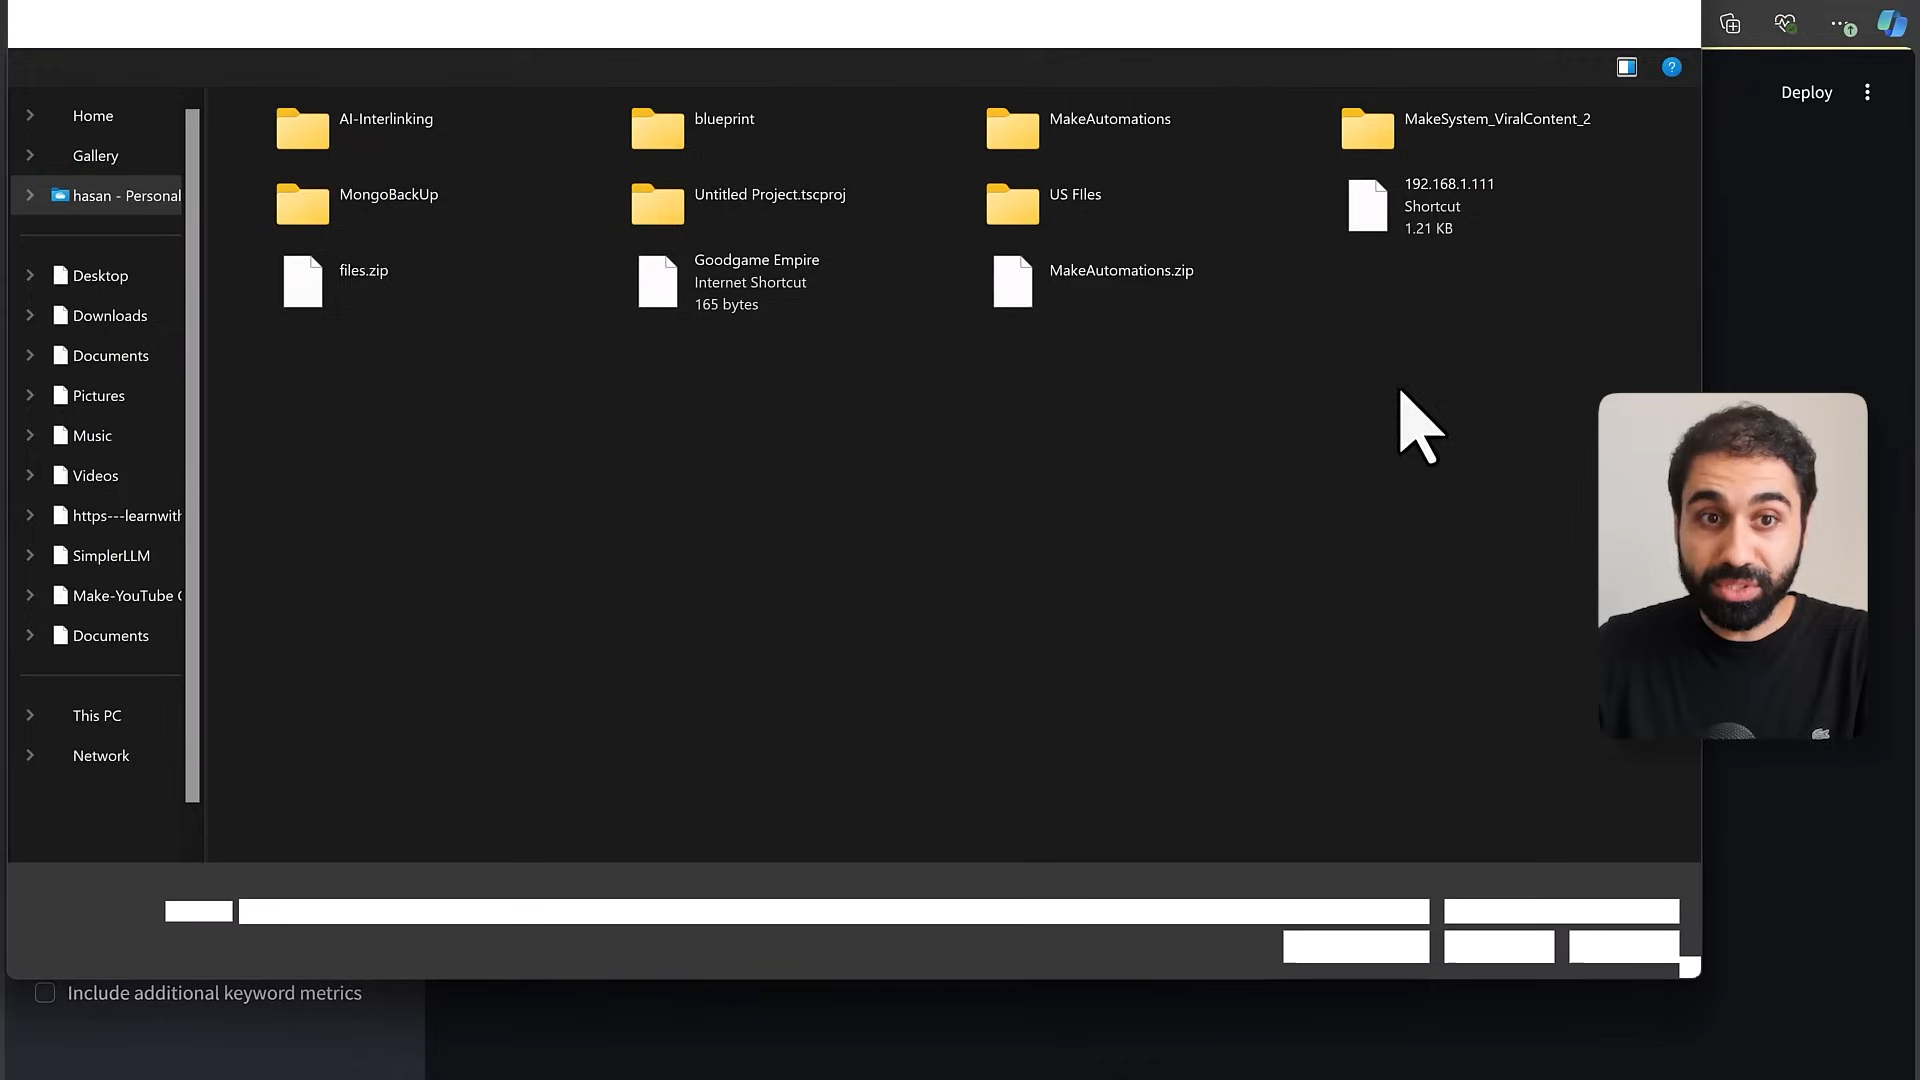 Deploy
Home
Gallery
hasan - Personal
Desktop
Downloads
Documents
Pictures
Music
Videos
https---learnwith
SimplerLLM
Make-YouTube
Documents
This PC
Network
AI-Interlinking
blueprint
MakeAutomations
MakeSystem_ViralContent_2
MongoBackUp
Untitled Project.tscproj
US FIles
192.168.1.111
Shortcut
1.21 KB
files.zip
Goodgame Empire
Internet Shortcut
165 bytes
MakeAutomations.zip
Include additional keyword metrics